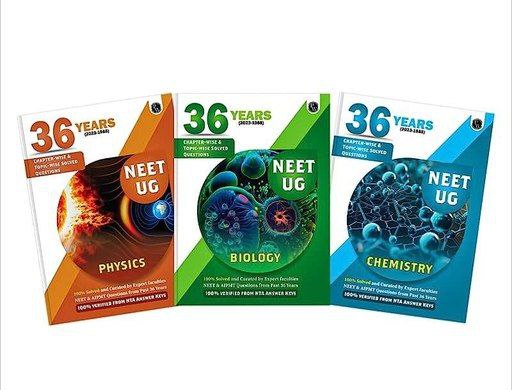 36 YEARS
(2023-1988)
CHAPTER-WISE &
TOPIC-WISE SOLVED
QUESTIONS
NEET
UG
PHYSICS
100% Solved and Curated by Expert faculties
NEET & AIPMT Questions from Past 36 Years
100% VERIFIED FROM NTA ANSWER KEYS
36 YEARS
(2023-1988)
CHAPTER-WISE &
TOPIC-WISE SOLVED
QUESTIONS
NEET
UG
BIOLOGY
100% Solved and Curated by Expert faculties
NEET & AIPMT Questions from Past 36 Years
100% VERIFIED FROM NTA ANSWER KEYS
36 YEARS
(2023-1988)
CHAPTER-WISE &
TOPIC-WISE SOLVED
QUESTIONS
NEET
UG
CHEMISTRY
100% Solved and Curated by Expert faculties
NEET & AIPMT Questions from Past 36 Years
100% VERIFIED FROM NTA ANSWER KEYS